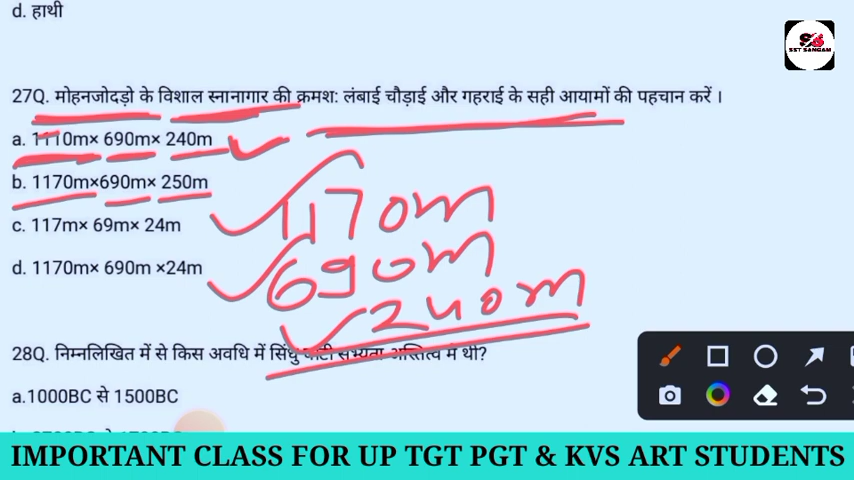 d. हाथी
SS
SST SANGAM
27Q. मोहनजोदड़ो के विशाल स्नानागार की क्रमश: लंबाई चौड़ाई और गहराई के सही आयामों की पहचान करें ।
a. 1110m× 690m× 240m
b. 1170m×690m× 250m
c. 117m× 69m× 24m
d. 1170m× 690m ×24m
1170m
690m
240m
28Q. निम्नलिखित में से किस अवधि में सिंधु घाटी सभ्यता अस्तित्व में थी?
a.1000BC से 1500BC
IMPORTANT CLASS FOR UP TGT PGT & KVS ART STUDENTS